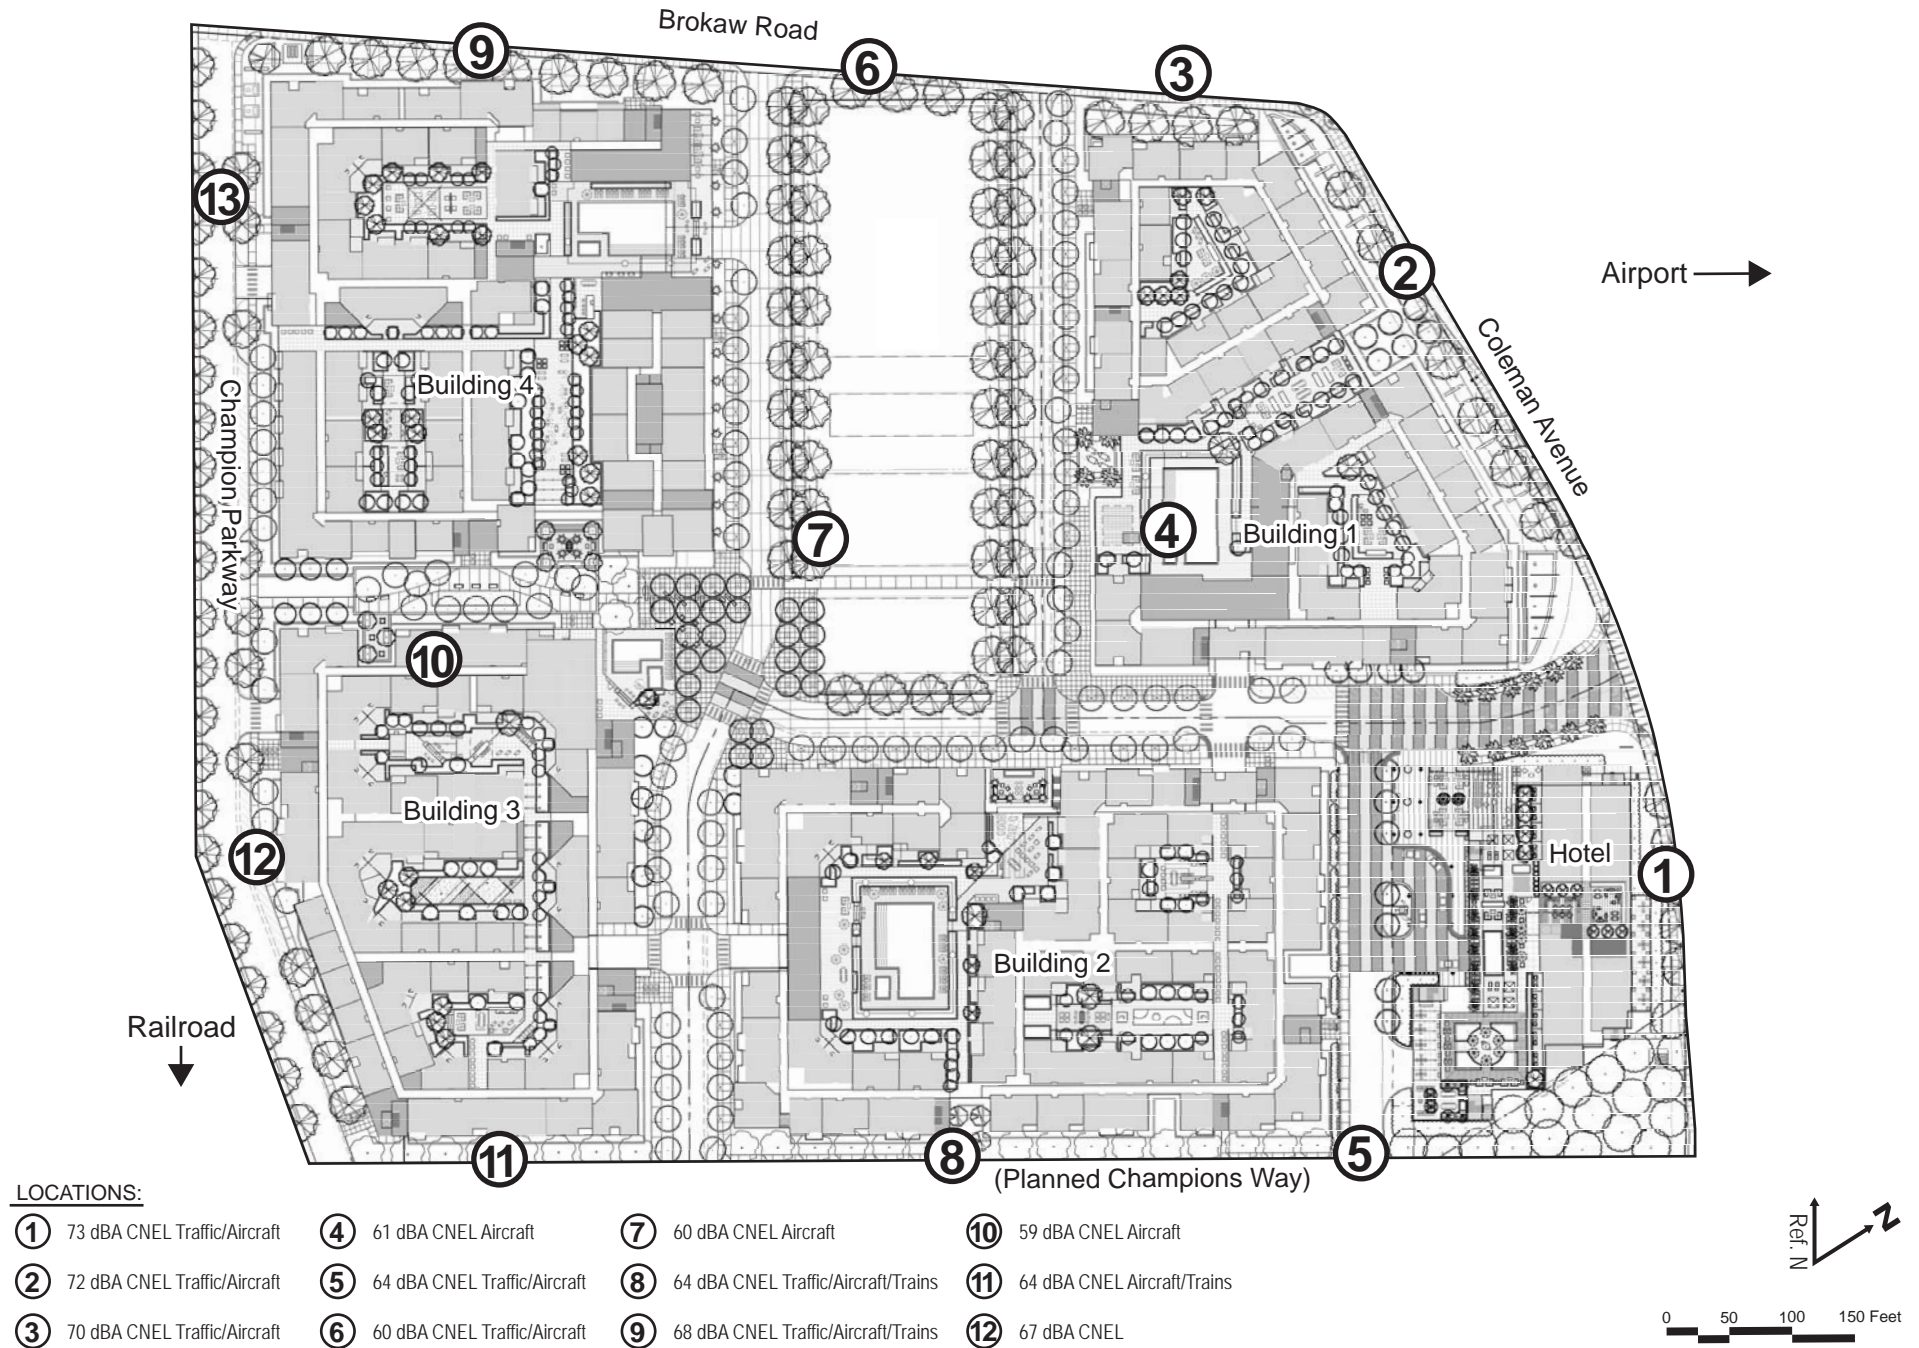 Brokaw Road
9
6
3
13
2
Airport
Coleman Avenue
Champion Parkway
Building 4
7
4
Building 1
10
Building 3
12
Hotel
1
Building 2
Railroad
11
8
5
(Planned Champions Way)
LOCATIONS:
1 73 dBA CNEL Traffic/Aircraft
2 72 dBA CNEL Traffic/Aircraft
3 70 dBA CNEL Traffic/Aircraft
4 61 dBA CNEL Aircraft
5 64 dBA CNEL Traffic/Aircraft
6 60 dBA CNEL Traffic/Aircraft
7 60 dBA CNEL Aircraft
8 64 dBA CNEL Traffic/Aircraft/Trains
9 68 dBA CNEL Traffic/Aircraft/Trains
10 59 dBA CNEL Aircraft
11 64 dBA CNEL Aircraft/Trains
12 67 dBA CNEL
Ref. N
N
0 50 100 150 Feet